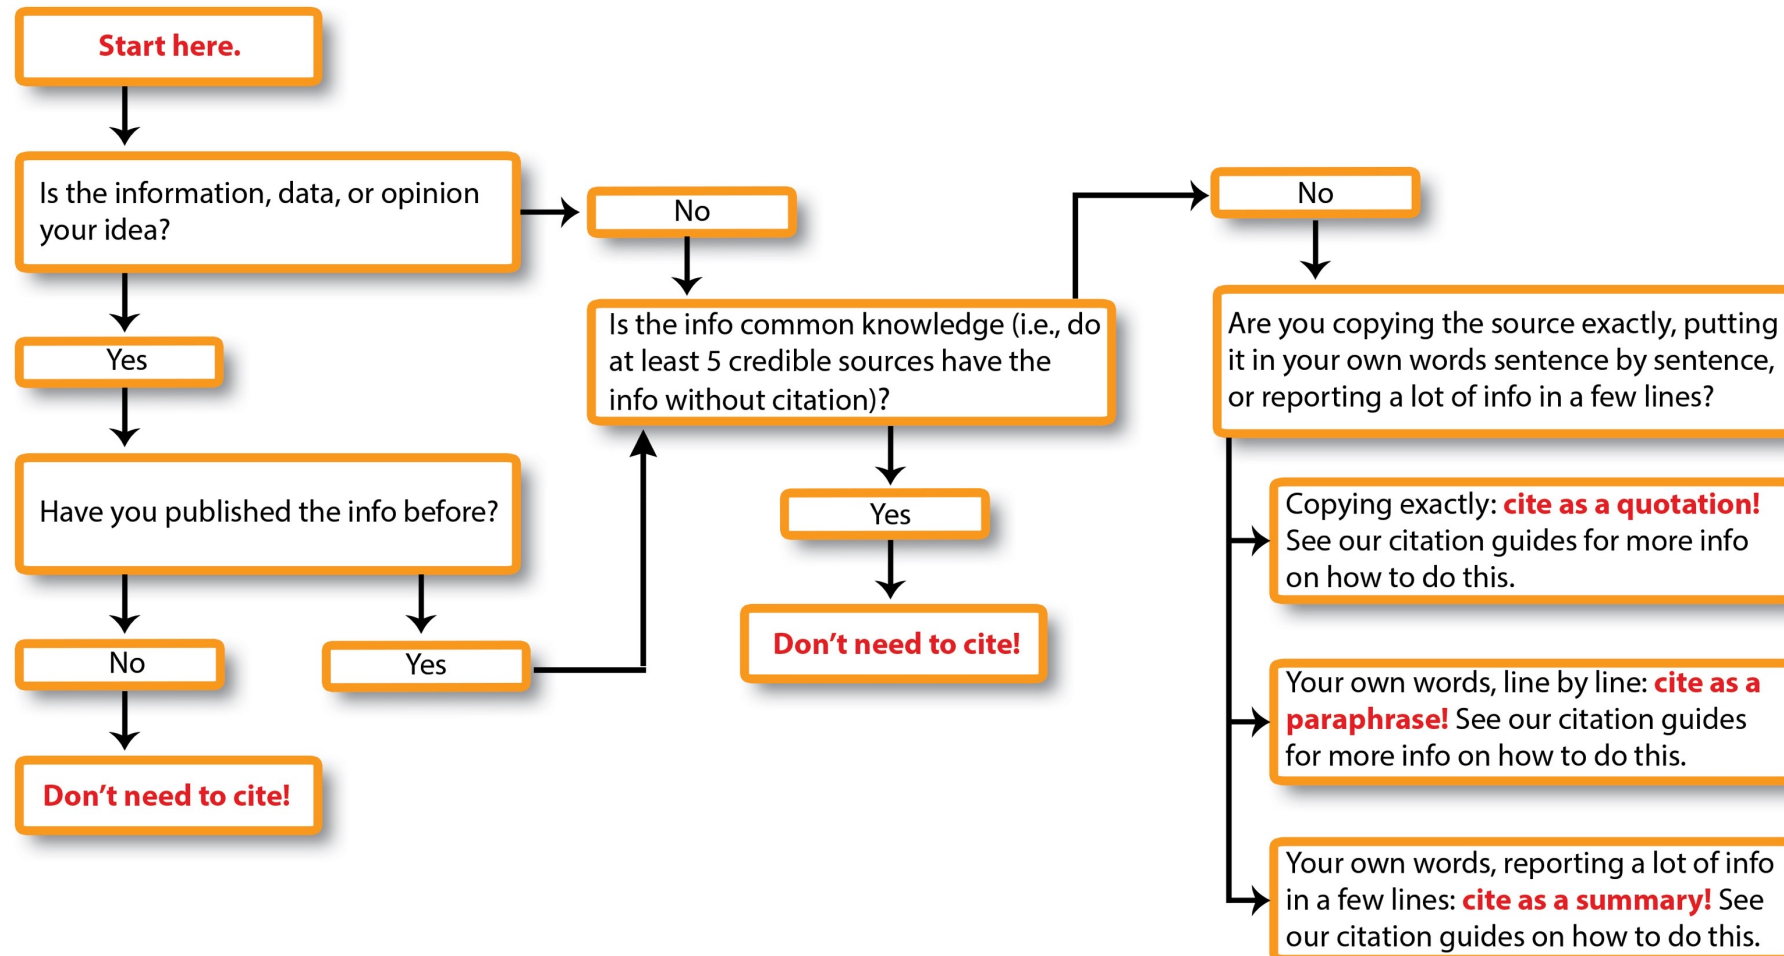 Start here.
Is the information, data, or opinion
your idea?
Yes
Have you published the info before?
No
Don’t need to cite!
Yes
No
Is the info common knowledge (i.e., do
at least 5 credible sources have the
info without citation)?
Yes
Don’t need to cite!
No
Are you copying the source exactly, putting
it in your own words sentence by sentence,
or reporting a lot of info in a few lines?
Copying exactly: cite as a quotation!
See our citation guides for more info
on how to do this.
Your own words, line by line: cite as a
paraphrase! See our citation guides
for more info on how to do this.
Your own words, reporting a lot of info
in a few lines: cite as a summary! See
our citation guides on how to do this.